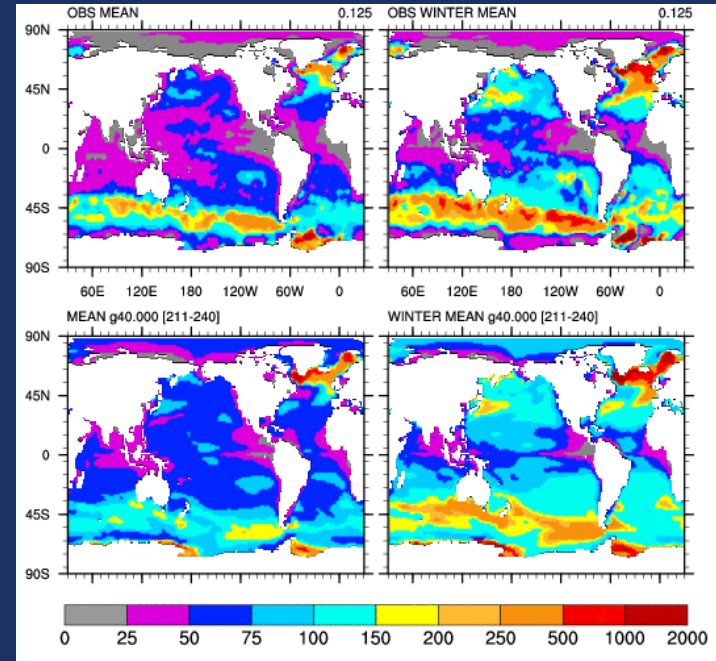 OBS MEAN 0.125 OBS WINTER MEAN 0.125
90N
45N
0
45S
90S
60E 120E 180 120W 60W 0 60E 120E 180 120W 60W 0
MEAN g40.000 [211-240] WINTER MEAN g40.000 [211-240]
90N
45N
0
45S
90S
0 25 50 75 100 150 200 250 500 1000 2000